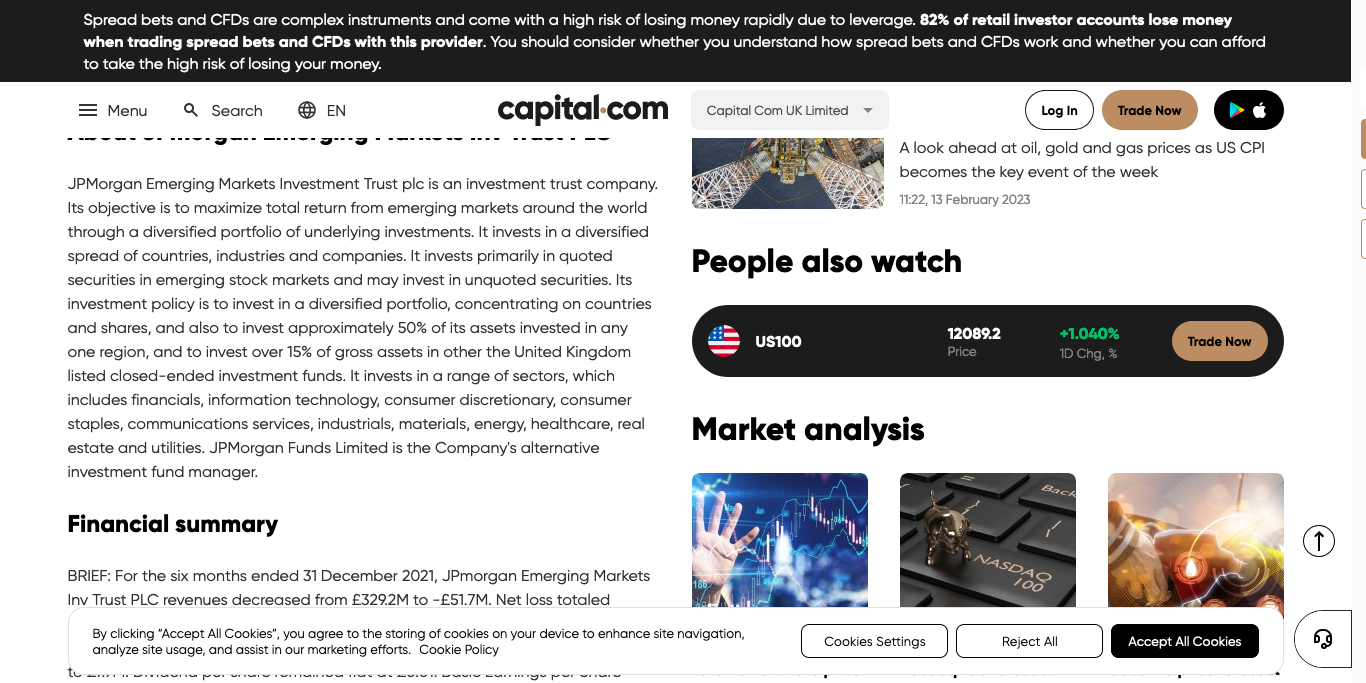 Spread bets and CFDs are complex instruments and come with a high risk of losing money rapidly due to leverage. 82% of retail investor accounts lose money
when trading spread bets and CFDs with this provider. You should consider whether you understand how spread bets and CFDs work and whether you can afford
to take the high risk of losing your money.
Menu
Search
EN
capital.com
Capital Com UK Limited
Log In
Trade Now
JPMorgan Emerging Markets Investment Trust plc is an investment trust company.
Its objective is to maximize total return from emerging markets around the world
through a diversified portfolio of underlying investments. It invests in a diversified
spread of countries, industries and companies. It invests primarily in quoted
securities in emerging stock markets and may invest in unquoted securities. Its
investment policy is to invest in a diversified portfolio, concentrating on countries
and shares, and also to invest approximately 50% of its assets invested in any
one region, and to invest over 15% of gross assets in other the United Kingdom
listed closed-ended investment funds. It invests in a range of sectors, which
includes financials, information technology, consumer discretionary, consumer
staples, communications services, industrials, materials, energy, healthcare, real
estate and utilities. JPMorgan Funds Limited is the Company's alternative
investment fund manager.
Financial summary
BRIEF: For the six months ended 31 December 2021, JPmorgan Emerging Markets
Inv Trust PLC revenues decreased from £329.2M to -£51.7M. Net loss totaled
A look ahead at oil, gold and gas prices as US CPI
becomes the key event of the week
11:22, 13 February 2023
People also watch
US100
12089.2
Price
+1.040%
1D Chg, %
Trade Now
Market analysis
186
Back
NASDAQ
100
By clicking “Accept All Cookies”, you agree to the storing of cookies on your device to enhance site navigation,
analyze site usage, and assist in our marketing efforts. Cookie Policy
Cookies Settings
Reject All
Accept All Cookies